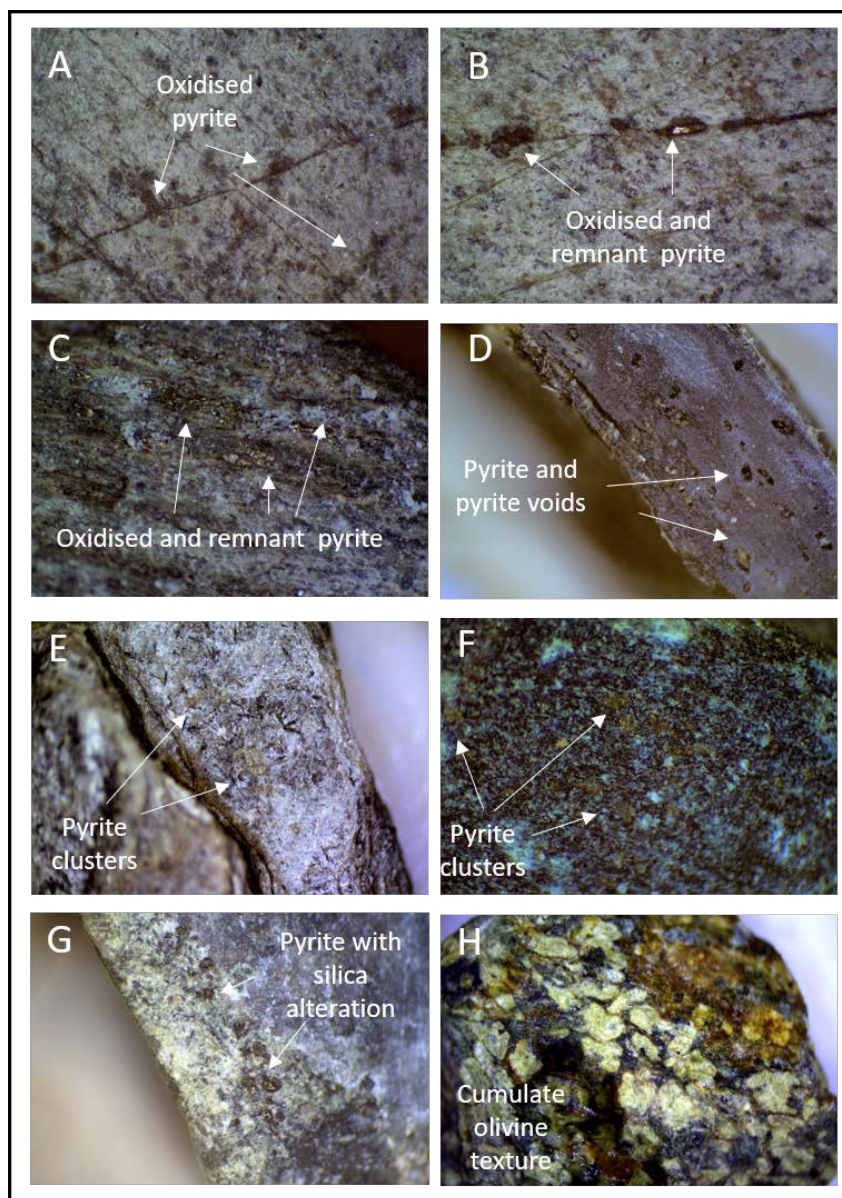 A
Oxidised
pyrite
B
Oxidised and
remnant pyrite
C
Oxidised and remnant pyrite
D
Pyrite and
pyrite voids
E
Pyrite
clusters
F
Pyrite
clusters
G
Pyrite with
silica
alteration
H
Cumulate
olivine
texture